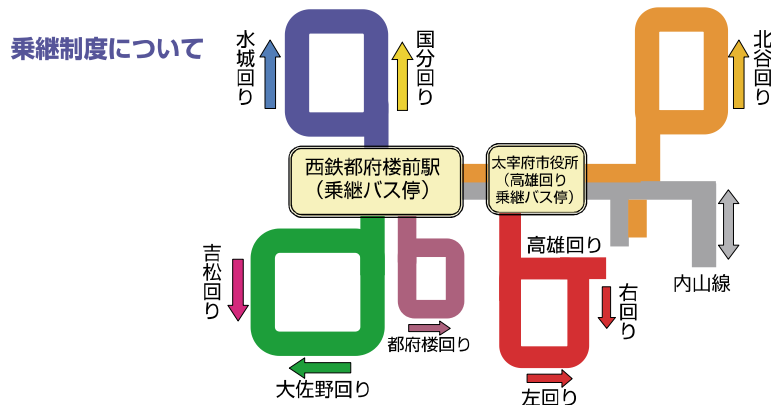 乗継制度について
水城回り
国分回り
北谷回り
西鉄都府楼前駅
（乗継バス停）
太宰府市役所
（高雄回り
乗継バス停）
吉松回り
高雄回り
内山線
右回り
都府楼回り
大佐野回り
左回り